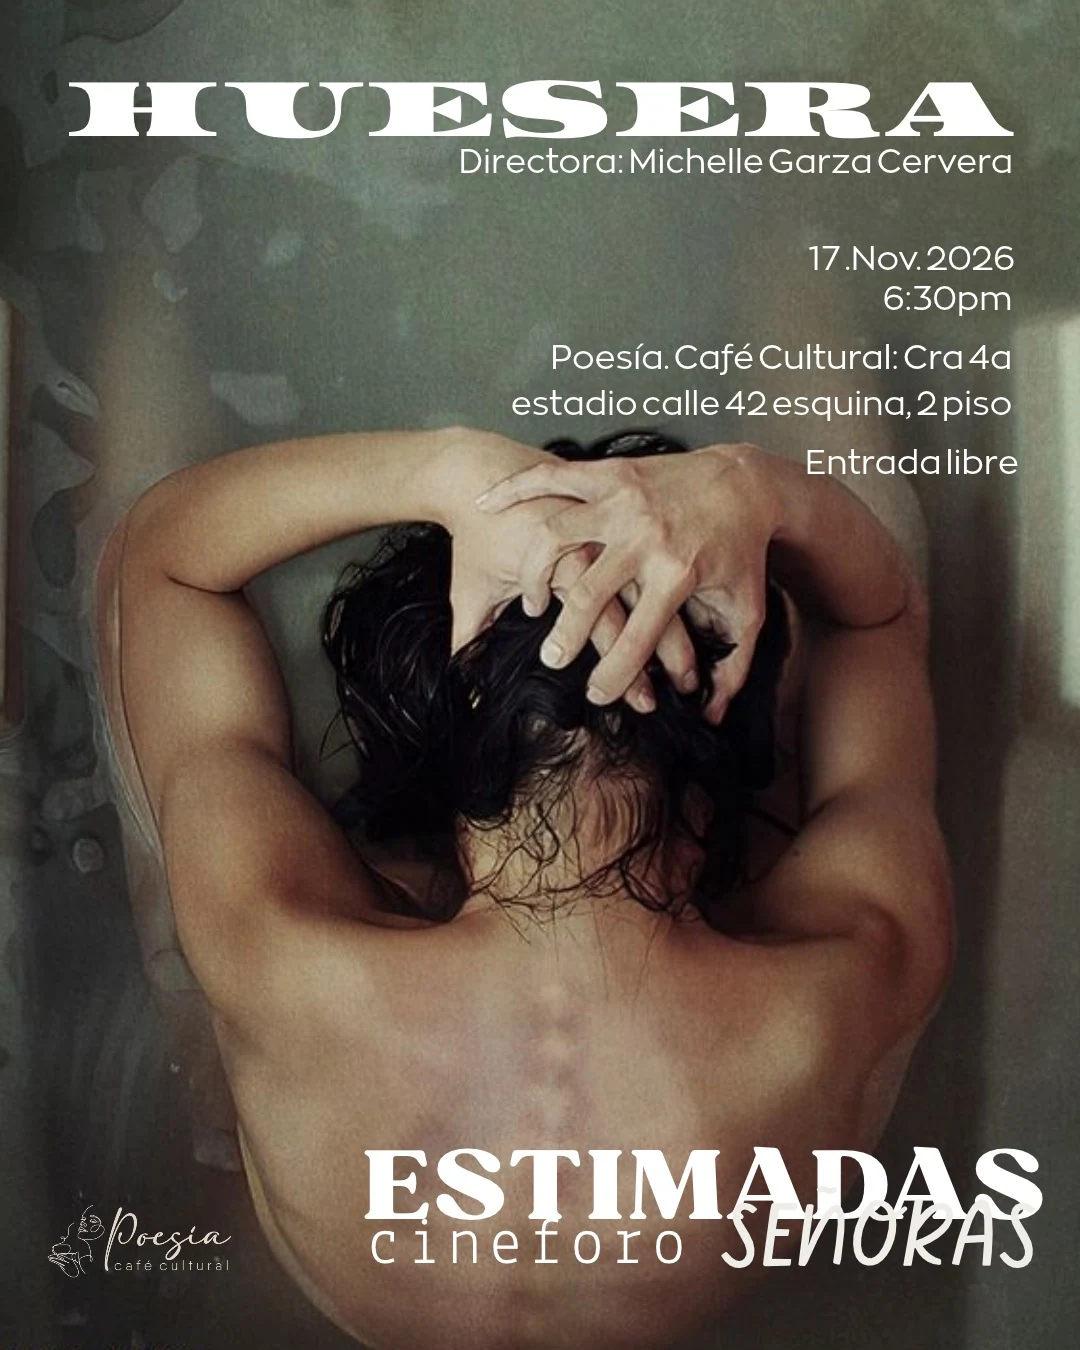 HUESERA
Directora: Michelle Garza Cervera
17.Nov. 2026
6:30pm
Poesía. Café Cultural: Cra 4a
estadio calle 42 esquina, 2 piso
Entrada libre
ESTIMADAS
cineforo SEÑORAS
Poesía
café cultural